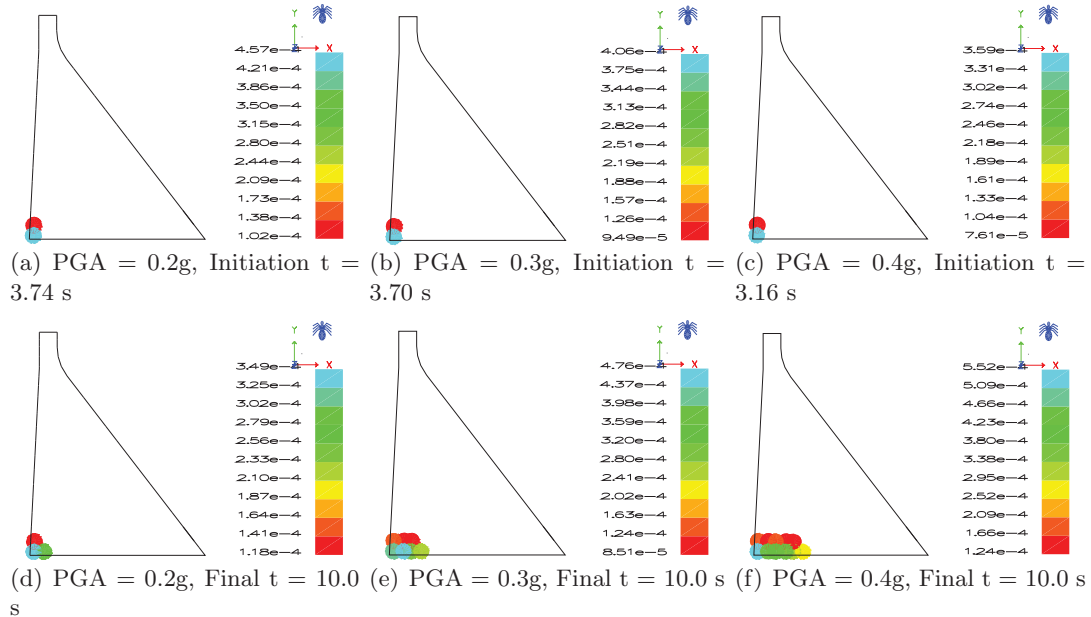 Y
Z X
4.57e-4
4.21e-4
3.86e-4
3.50e-4
3.15e-4
2.80e-4
2.44e-4
2.09e-4
1.73e-4
1.38e-4
1.02e-4
(a) PGA = 0.2g, Initiation t =
3.74 s
Y
Z X
4.06e-4
3.75e-4
3.44e-4
3.13e-4
2.82e-4
2.51e-4
2.19e-4
1.88e-4
1.57e-4
1.26e-4
9.49e-5
(b) PGA = 0.3g, Initiation t =
3.70 s
Y
Z X
3.59e-4
3.31e-4
3.02e-4
2.74e-4
2.46e-4
2.18e-4
1.89e-4
1.61e-4
1.33e-4
1.04e-4
7.61e-5
(c) PGA = 0.4g, Initiation t =
3.16 s
Y
Z X
3.49e-4
3.25e-4
3.02e-4
2.79e-4
2.56e-4
2.33e-4
2.10e-4
1.87e-4
1.64e-4
1.41e-4
1.18e-4
(d) PGA = 0.2g, Final t = 10.0
s
Y
Z X
4.76e-4
4.37e-4
3.98e-4
3.59e-4
3.20e-4
2.80e-4
2.41e-4
2.02e-4
1.63e-4
1.24e-4
8.51e-5
(e) PGA = 0.3g, Final t = 10.0 s
Y
Z X
5.52e-4
5.09e-4
4.66e-4
4.23e-4
3.80e-4
3.38e-4
2.95e-4
2.52e-4
2.09e-4
1.66e-4
1.24e-4
(f) PGA = 0.4g, Final t = 10.0 s